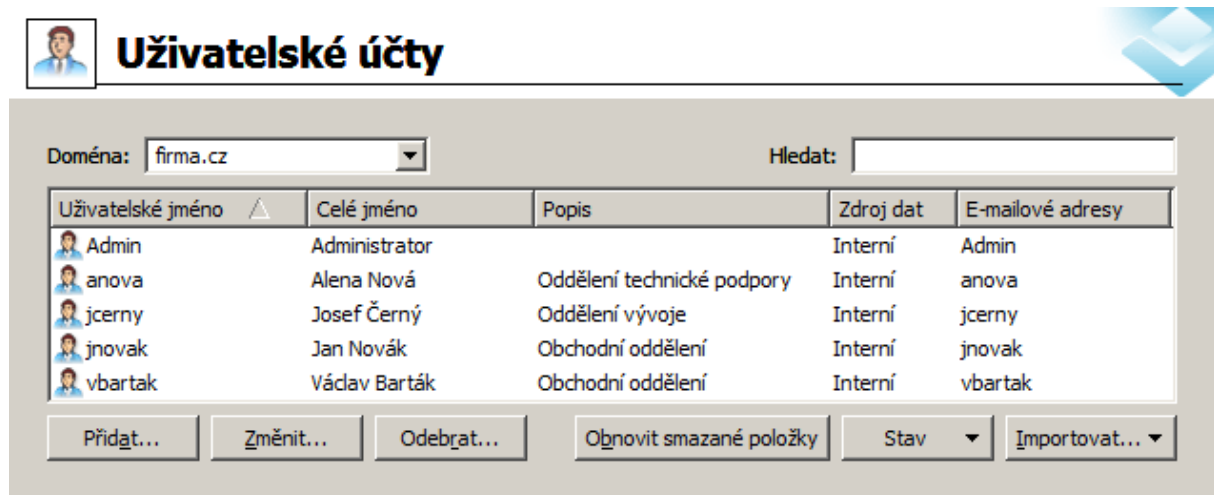 Uživatelské účty
Doména: firma.cz Hledat:
Uživatelské jméno Celé jméno Popis Zdroj dat E-mailové adresy
Admin Administrator Interní Admin
anova Alena Nová Oddělení technické podpory Interní anova
jcerny Josef Černý Oddělení vývoje Interní jcerny
jnovak Jan Novák Obchodní oddělení Interní jnovak
vbartak Václav Barták Obchodní oddělení Interní vbartak
Přidat... Změnit... Odebrat... Obnovit smazané položky Stav Importovat...